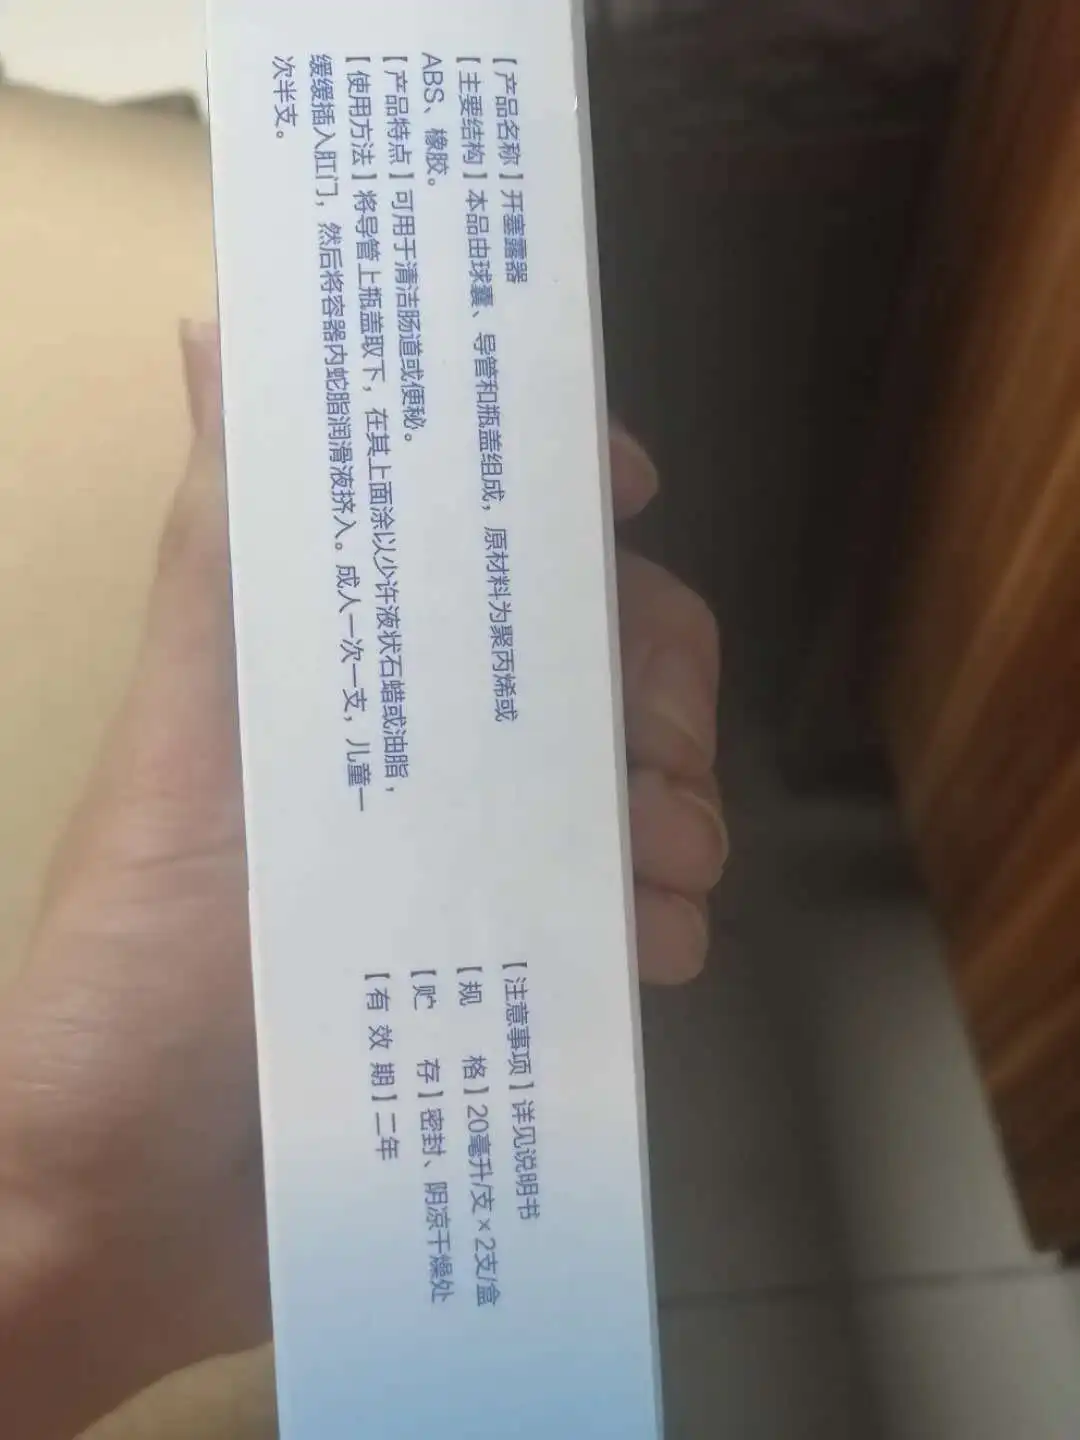 【产品名称】开塞露器
【主要结构】本品由球囊、导管和瓶盖组成，原材料为聚丙烯或
ABS、橡胶。
【产品特点】可用于清洁肠道或便秘。
【使用方法】将导管上瓶盖取下，在其上面涂以少许液状石蜡或油脂，
缓缓插入肛门，然后将容器内蛇脂润滑液挤入。成人一次一支，儿童一
次半支。
【注意事项】详见说明书
【规 格】20毫升/支×2支/盒
【贮 存】密封、阴凉干燥处
【有 效 期】二年